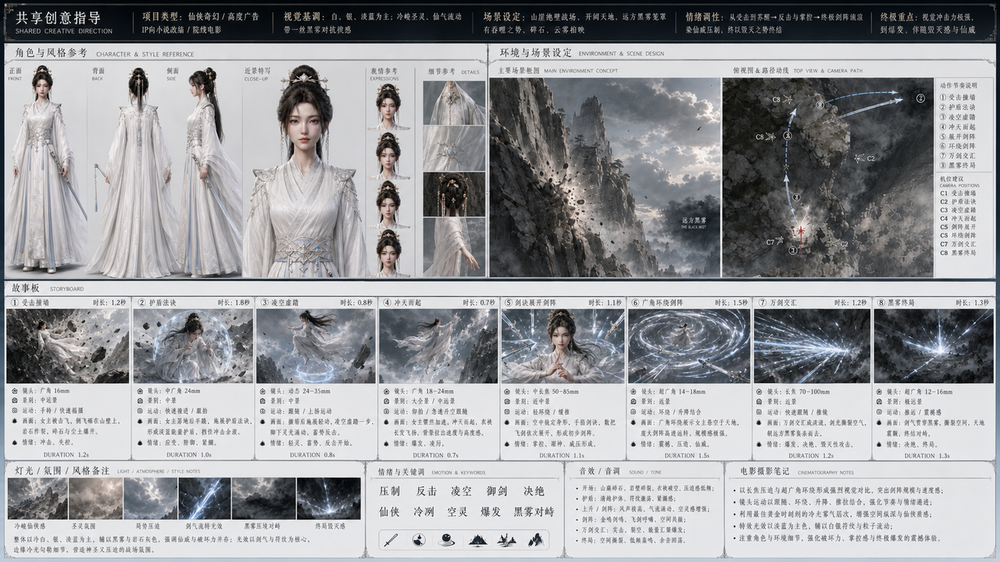 共享创意指导
SHARED CREATIVE DIRECTION
项目类型：仙侠奇幻 / 高度广告
IP向小说改编 / 院线电影
视觉基调：白、银、淡蓝为主；冷峻圣灵、仙气流动
带一丝黑雾对抗诡感
场景设定：山崖绝壁战场、开阔天地、远方黑雾笼罩
有吞噬之势、碎石、云雾相映
情绪调性：从受击到苏醒→反击与掌控→终极剑阵流渲
染仙威压制、终以毁天之势终结
终极重点：视觉冲击力极强、
到爆发、伴随毁天感与仙威
角色与风格参考 CHARACTER & STYLE REFERENCE
正面
FRONT
背面
BACK
侧面
SIDE
近景特写
CLOSE-UP
表情参考
EXPRESSIONS
细节参考 DETAILS
环境与场景设定 ENVIRONMENT & SCENE DESIGN
主要场景概图 MAIN ENVIRONMENT CONCEPT
远方黑雾
THE BLACK MIST
俯视图&路径动线 TOP VIEW & CAMERA PATH
C8
C8
C2
C7
C2
动作节奏说明
① 受击撞墙
② 护盾法诀
③ 凌空虚踏
④ 冲天而起
⑤ 展开剑阵
⑥ 环绕剑阵
⑦ 万剑交汇
⑧ 黑雾终局
机位建议
CAMERA POSITIONS
C1 受击撞墙
C2 护盾法诀
C3 凌空虚踏
C4 冲天而起
C5 剑阵展开
C3 环绕剑阵
C7 万剑交汇
C8 黑雾终局
故事板 STORYBOARD
① 受击撞墙 时长: 1.2秒
镜头: 广角 16mm
景别: 中远景
运动: 手持 / 快速摇摄
画面: 女主被击飞，侧飞砸在山壁上，
岩石炸裂，碎石与尘土爆开。
情绪: 冲击、失控。
DURATION 1.2s
② 护盾法诀 时长: 1.8秒
镜头: 中广角 24mm
景别: 中景
运动: 快速推进 / 跟拍
画面: 女主落地后半跪，施展护盾法诀，
形成淡蓝能量护盾，挡住冲击余波。
情绪: 应变、防御、紧绷。
DURATION 1.0s
③ 凌空虚踏 时长: 0.8秒
镜头: 动态 24-35mm
景别: 中景
运动: 跟随 / 上扬运动
画面: 蓄盾后她展轻动，凌空虚踏一步，
脚下灵光涌动，蓄势反击。
情绪: 轻灵、蓄势、反击开始。
DURATION 0.8s
④ 冲天而起 时长: 0.7秒
镜头: 广角 18-24mm
景别: 大全景 / 中远景
运动: 仰拍 / 急速升空跟随
画面: 女主骤然加速，冲天而起，衣袂
长发飞扬，背景拉出速度与高度感。
情绪: 爆发、凌厉。
DURATION 0.7s
⑤ 剑诀展开剑阵 时长: 1.1秒
镜头: 中长焦 50-85mm
景别: 近中景
运动: 轻环绕 / 缓推
画面: 空中镇定身形，手掐剑诀，数把
飞剑依次展开，形成初步剑阵。
情绪: 掌控、凝神、威压形成。
DURATION 1.1s
⑥ 广角环绕剑阵 时长: 1.5秒
镜头: 超广角 14-18mm
景别: 远景
运动: 环绕 / 升降结合
画面: 广角环绕展示女主悬停于天空，
庞大剑阵高速运转，规模感极强。
情绪: 震撼、压迫、仙威。
DURATION 1.5s
⑦ 万剑交汇 时长: 1.2秒
镜头: 长焦 70-100mm
景别: 远景
运动: 快速跟随 / 推镜
画面: 万剑交汇成洪流，剑光撕裂空气，
朝远方黑雾轰杀而去。
情绪: 爆发、决绝、毁灭性攻击。
DURATION 1.2s
⑧ 黑雾终局 时长: 1.3秒
镜头: 超广角 12-16mm
景别: 极远景
运动: 推远 / 震撼感
画面: 剑气贯穿黑雾，撕裂空间，天地
震颤，终结对峙。
情绪: 决绝、终局。
DURATION 1.3s
灯光 / 氛围 / 风格备注 LIGHT / ATMOSPHERE / STYLE NOTES
冷峻仙侠感
圣灵氛围
局势压迫
剑气流转光效
黑雾压境对峙
终局毁天感
整体以冷白、银、淡蓝为主，辅以黑雾与岩石灰色，强调仙威与破坏力并存；光效以剑气与符纹为核心，
边缘冷光勾勒细节，营造神圣又压迫的战场氛围。
情绪与关键词 EMOTION & KEYWORDS
压制 反击 凌空 御剑 决绝
仙侠 冷冽 空灵 爆发 黑雾对峙
音效 / 音调 SOUND / TONE
• 开场: 山崩碎石、岩壁碎裂、衣袂破空、压迫感低频；
• 护盾: 清越护体、符纹激荡、紧绷感；
• 上升 / 剑诀: 风声拔高、气流涌动、空灵感增强；
• 剑阵: 金鸣剑鸣、飞剑呼啸、空间共振；
• 万剑交汇: 突击、裂空、能量汇聚爆发；
• 终局: 空间撕裂、低频轰鸣、余音回荡。
电影摄影笔记 CINEMATOGRAPHY NOTES
• 以长焦压迫与超广角环绕形成强烈视觉对比，突出剑阵规模与速度感；
• 镜头运动以跟随、环绕、升降、推拉结合，强化节奏与情绪递进；
• 利用最佳黄金时刻的冷光雾气层次，增强空间纵深与仙侠质感；
• 特效光效以淡蓝为主色，辅以白银符纹与粒子流动；
• 注重角色与环境细节，强化破坏力、掌控感与终极爆发的震撼体验。